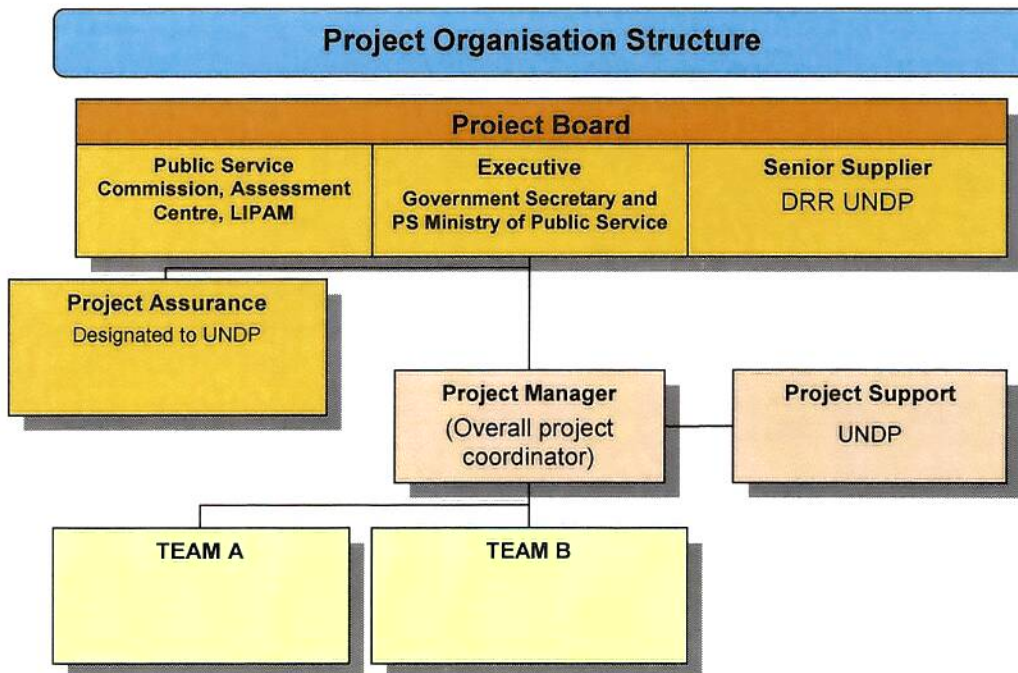 Project Organisation Structure
Project Board
Public Service
Commission, Assessment
Centre, LIPAM
Executive
Government Secretary and
PS Ministry of Public Service
Senior Supplier
DRR UNDP
Project Assurance
Designated to UNDP
Project Manager
(Overall project
coordinator)
Project Support
UNDP
TEAM A
TEAM B